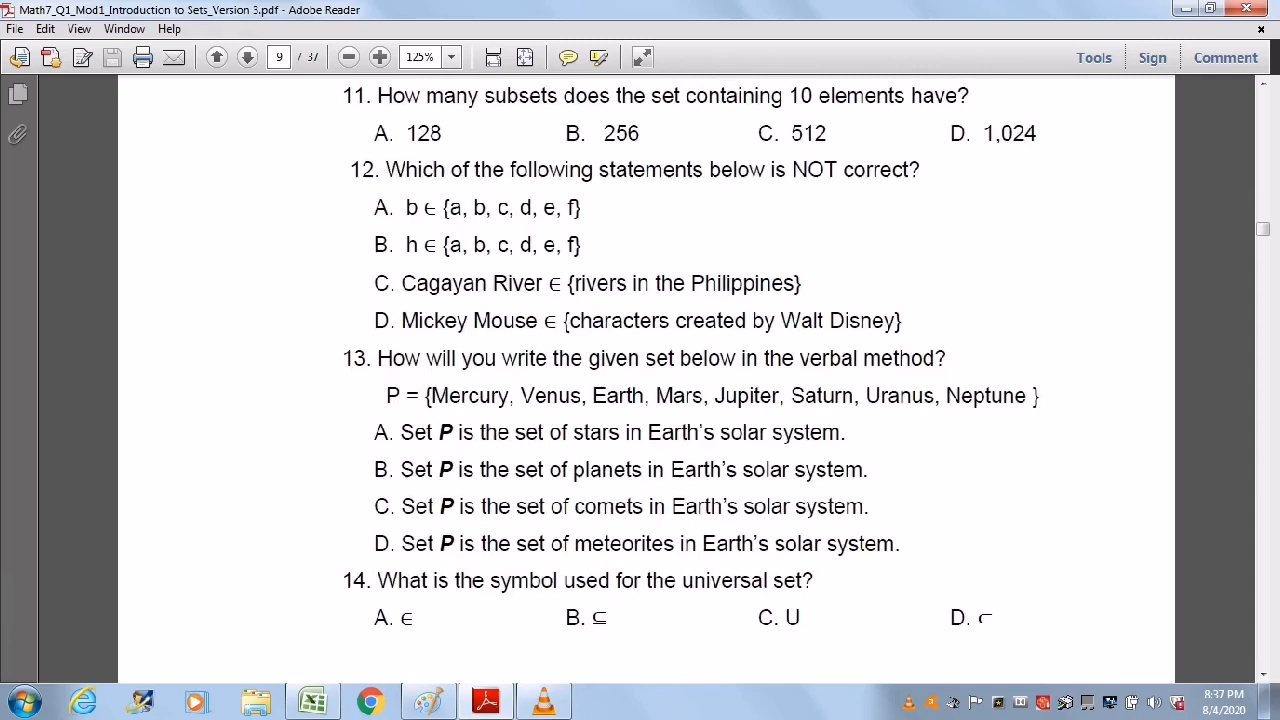 Math7_Q1_Mod1_Introduction to Sets_Version 3.pdf - Adobe Reader
File Edit View Window Help
9 / 37 125% Tools Sign Comment
11. How many subsets does the set containing 10 elements have?
A. 128 B. 256 C. 512 D. 1,024
12. Which of the following statements below is NOT correct?
A. b ∈ {a, b, c, d, e, f}
B. h ∈ {a, b, c, d, e, f}
C. Cagayan River ∈ {rivers in the Philippines}
D. Mickey Mouse ∈ {characters created by Walt Disney}
13. How will you write the given set below in the verbal method?
P = {Mercury, Venus, Earth, Mars, Jupiter, Saturn, Uranus, Neptune }
A. Set P is the set of stars in Earth's solar system.
B. Set P is the set of planets in Earth's solar system.
C. Set P is the set of comets in Earth's solar system.
D. Set P is the set of meteorites in Earth's solar system.
14. What is the symbol used for the universal set?
A. ∈ B. ⊆ C. U D. ⊂
8:37 PM
8/4/2020